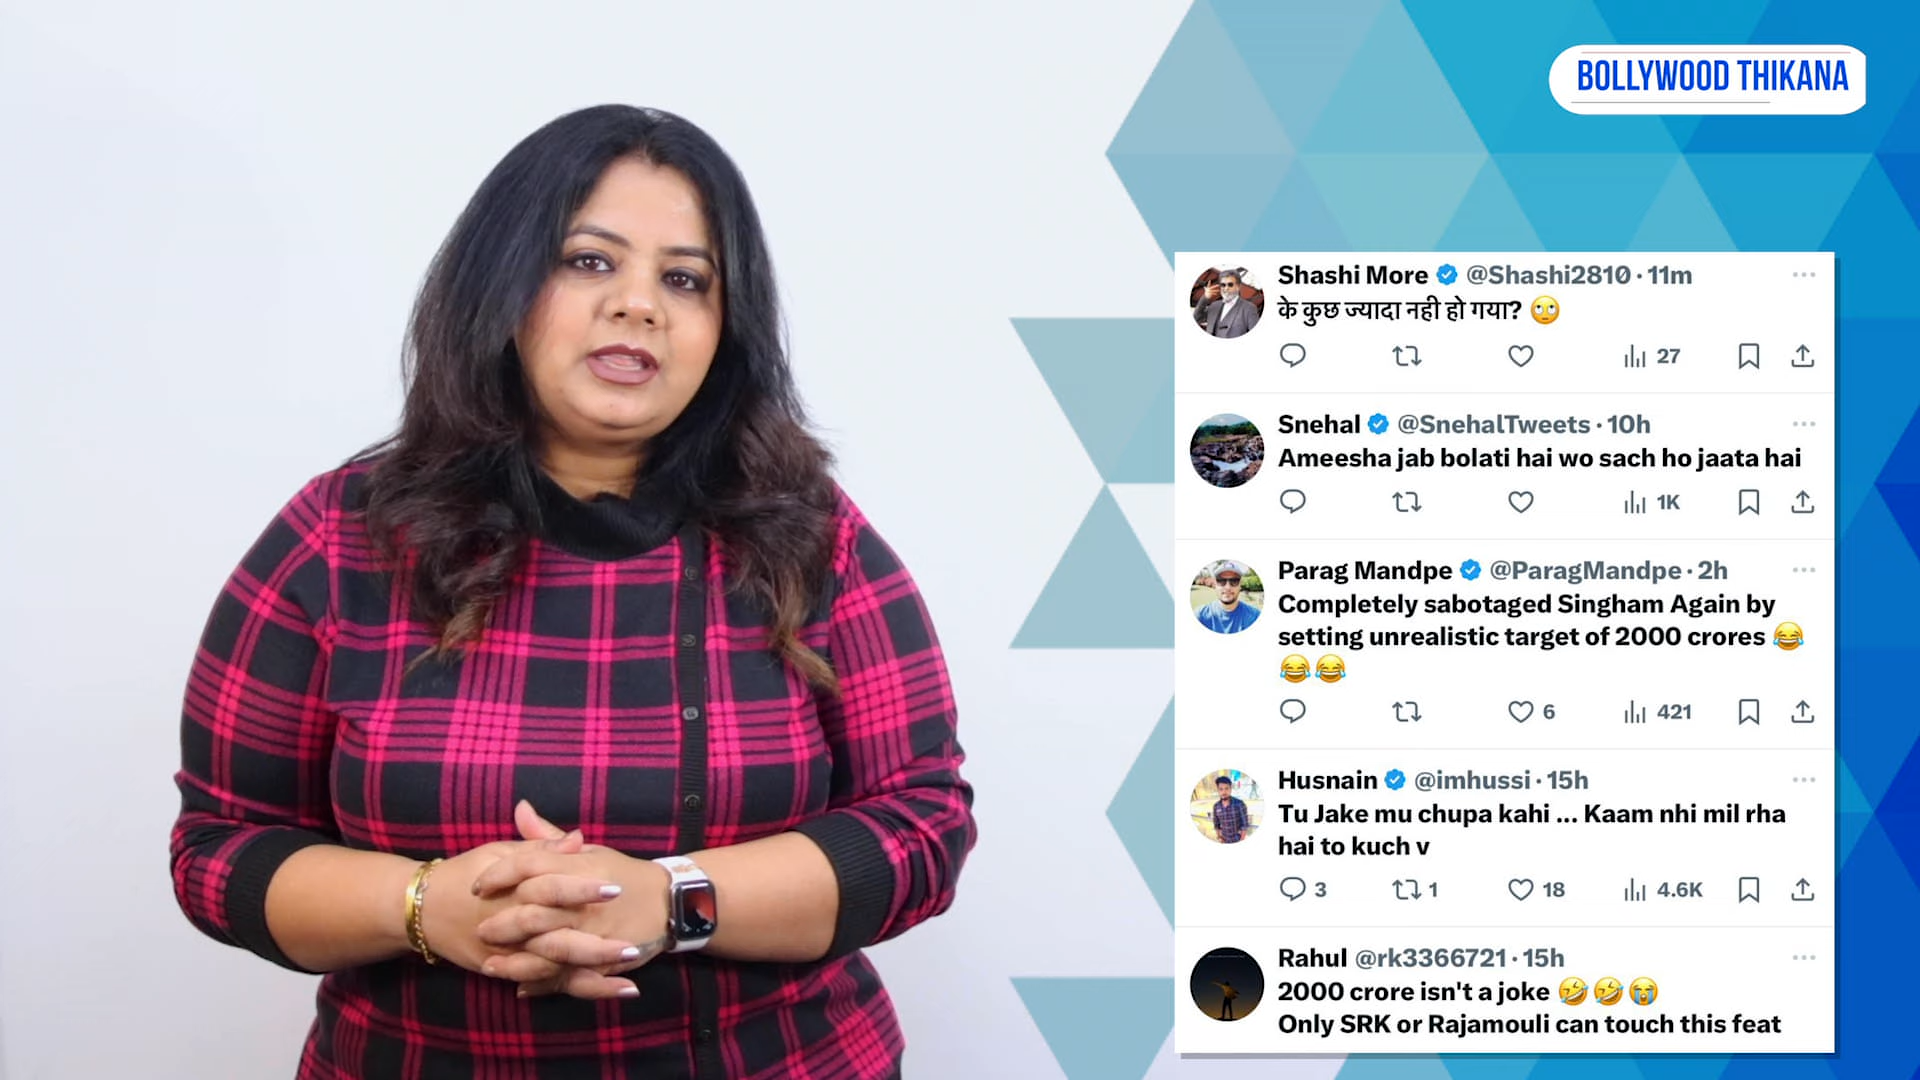 BOLLYWOOD THIKANA
Shashi More @Shashi2810 · 11m
के कुछ ज्यादा नही हो गया? 🙄
27
Snehal @SnehalTweets · 10h
Ameesha jab bolati hai wo sach ho jaata hai
1K
Parag Mandpe @ParagMandpe · 2h
Completely sabotaged Singham Again by
setting unrealistic target of 2000 crores 😂
😂😂
6 421
Husnain @imhussi · 15h
Tu Jake mu chupa kahi ... Kaam nhi mil rha
hai to kuch v
3 1 18 4.6K
Rahul @rk3366721 · 15h
2000 crore isn't a joke 🤣🤣😭
Only SRK or Rajamouli can touch this feat